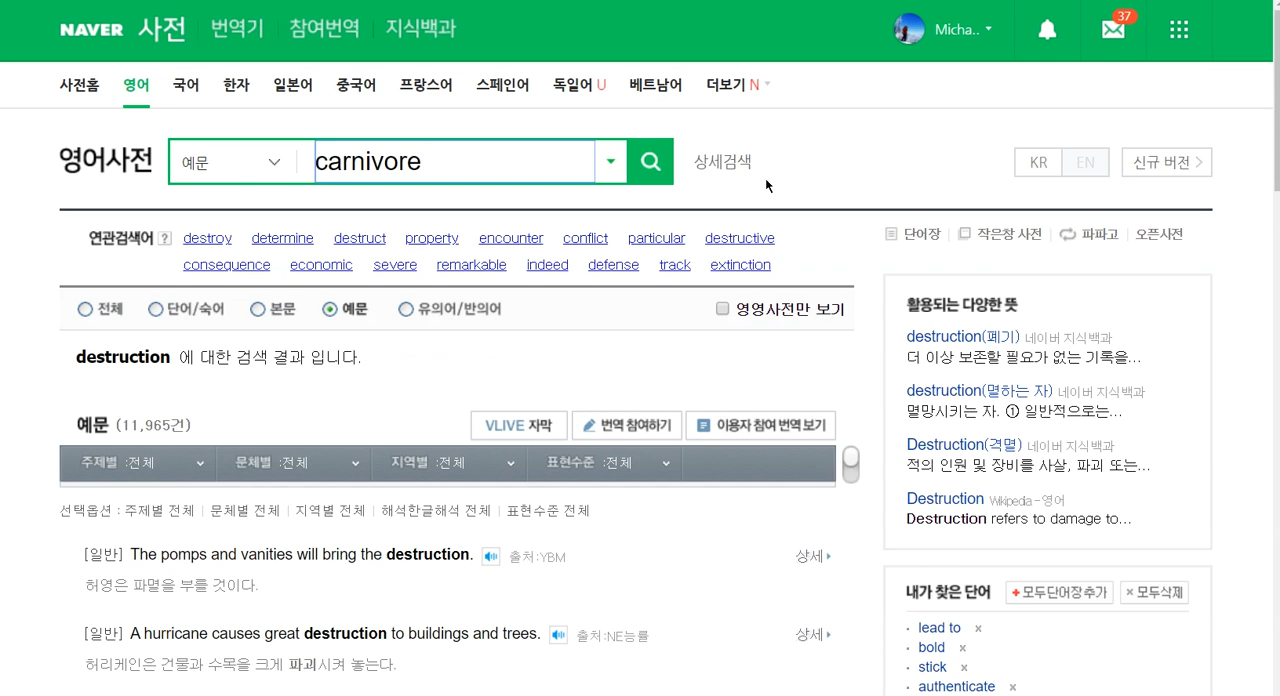 NAVER 사전 번역기 참여번역 지식백과 Micha.. 37
사전홈 영어 국어 한자 일본어 중국어 프랑스어 스페인어 독일어 U 베트남어 더보기 N
영어사전 예문 carnivore 상세검색 KR EN 신규 버전
연관검색어 ? destroy determine destruct property encounter conflict particular destructive
consequence economic severe remarkable indeed defense track extinction
단어장 작은창 사전 파파고 오픈사전
전체 단어/숙어 본문 예문 유의어/반의어 영영사전만 보기
destruction 에 대한 검색 결과 입니다.
예문 (11,965건) VLIVE 자막 번역 참여하기 이용자 참여 번역 보기
주제별 :전체 문체별 :전체 지역별 :전체 표현수준 :전체
선택옵션 : 주제별 전체 | 문체별 전체 | 지역별 전체 | 해석한글해석 전체 | 표현수준 전체
[일반] The pomps and vanities will bring the destruction. 출처:YBM 상세
허영은 파멸을 부를 것이다.
[일반] A hurricane causes great destruction to buildings and trees. 출처:NE능률 상세
허리케인은 건물과 수목을 크게 파괴시켜 놓는다.
활용되는 다양한 뜻
destruction(폐기) 네이버 지식백과
더 이상 보존할 필요가 없는 기록을...
destruction(멸하는 자) 네이버 지식백과
멸망시키는 자. ① 일반적으로는...
Destruction(격멸) 네이버 지식백과
적의 인원 및 장비를 사살, 파괴 또는...
Destruction Wikipedia-영어
Destruction refers to damage to...
내가 찾은 단어 +모두단어장추가 ×모두삭제
· lead to x
· bold x
· stick x
· authenticate x